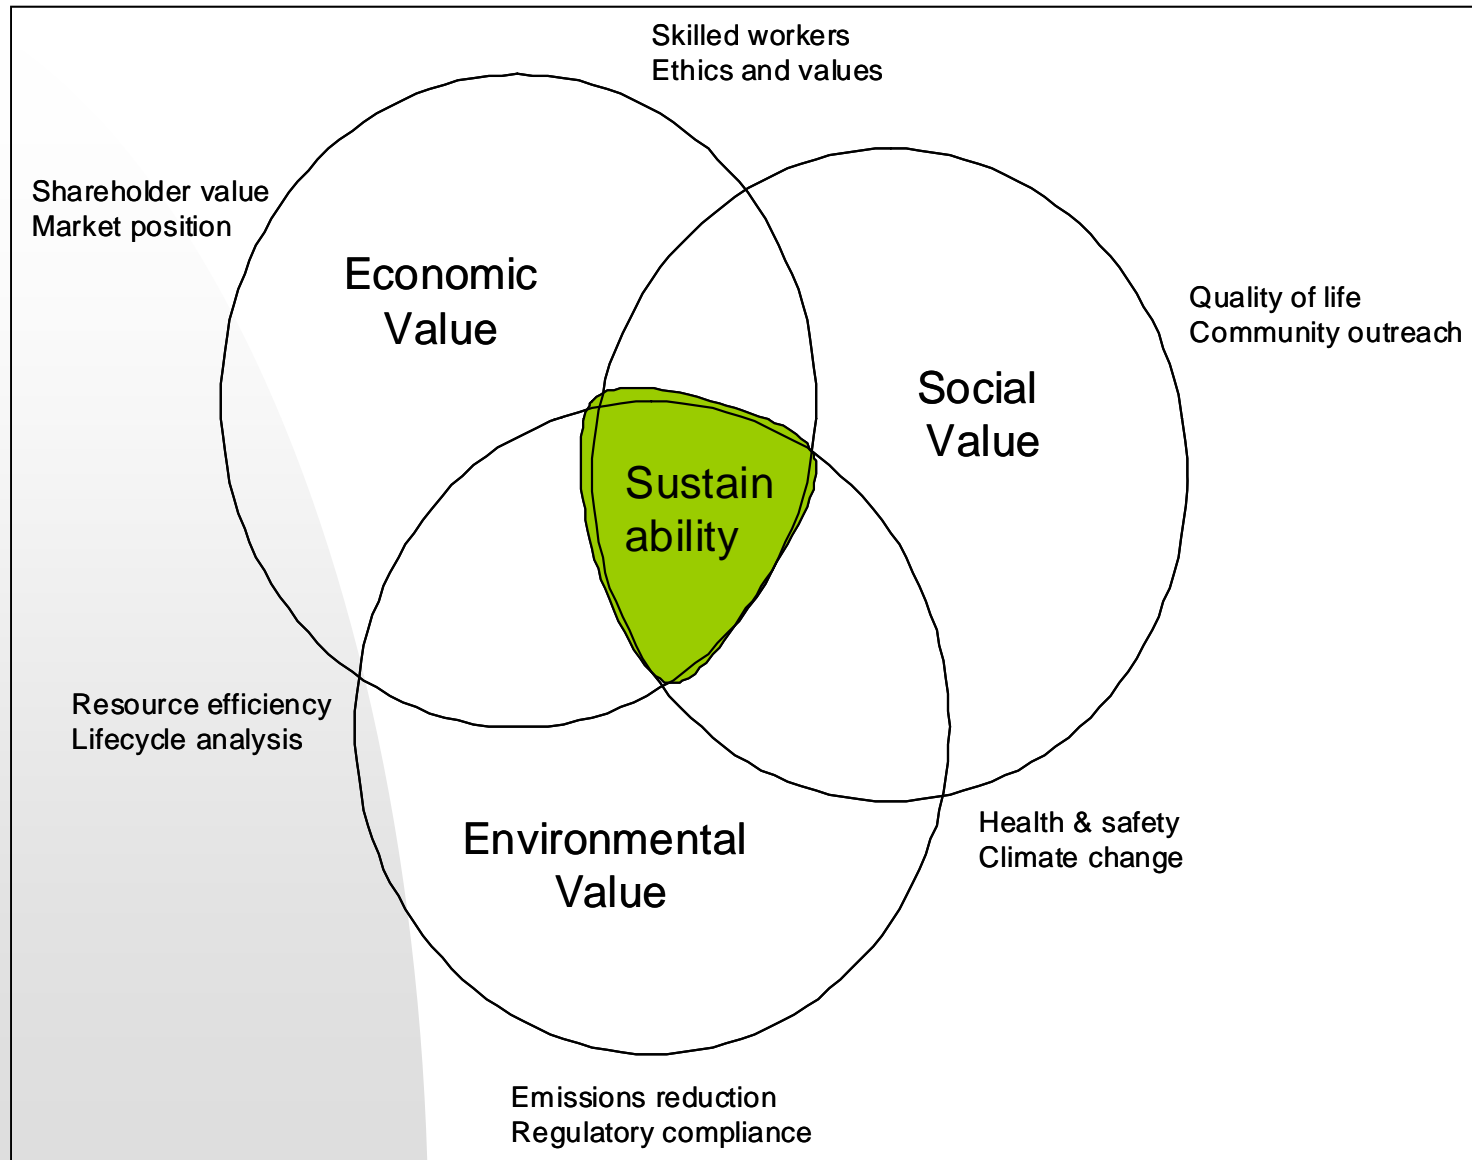 Skilled workers
Ethics and values
Shareholder value
Market position
Economic
Value
Quality of life
Community outreach
Social
Value
Sustain
ability
Resource efficiency
Lifecycle analysis
Environmental
Value
Health & safety
Climate change
Emissions reduction
Regulatory compliance